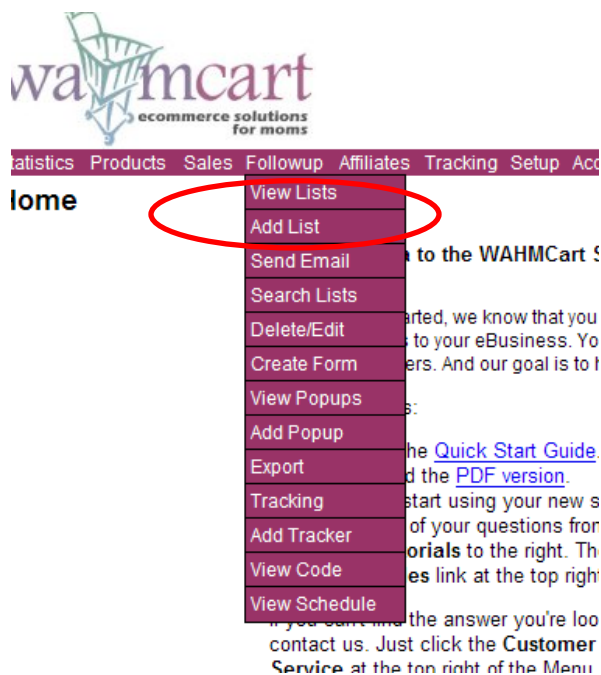 wahmcart
ecommerce solutions
for moms
tatistics Products Sales Followup Affiliates Tracking Setup Acc
Home
View Lists
Add List
Send Email
to the WAHMCart S
Search Lists
arted, we know that you
Delete/Edit
to your eBusiness. Yo
Create Form
ers. And our goal is to h
View Popups
s:
Add Popup
he Quick Start Guide.
Export
d the PDF version.
Tracking
start using your new s
Add Tracker
of your questions from
orials to the right. The
View Code
es link at the top right
View Schedule
If you can't find the answer you're loo
contact us. Just click the Customer
Service at the top right of the Menu